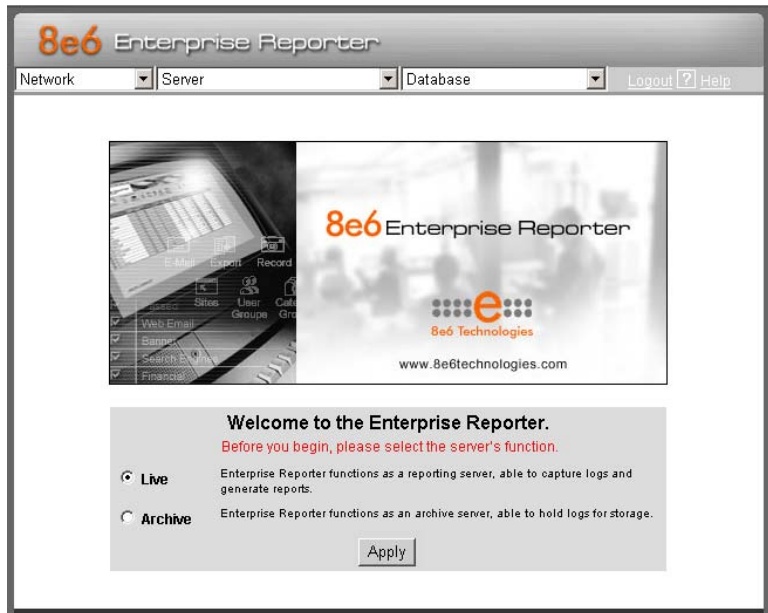 8e6 Enterprise Reporter
Network Server Database Logout ? Help
8e6 Enterprise Reporter
E-Mail Export Record
Sites User Groups
Web Email
Banner
Search Engines
Financial
8e6 Technologies
www.8e6technologies.com
Welcome to the Enterprise Reporter.
Before you begin, please select the server's function.
Live Enterprise Reporter functions as a reporting server, able to capture logs and
generate reports.
Archive Enterprise Reporter functions as an archive server, able to hold logs for storage.
Apply